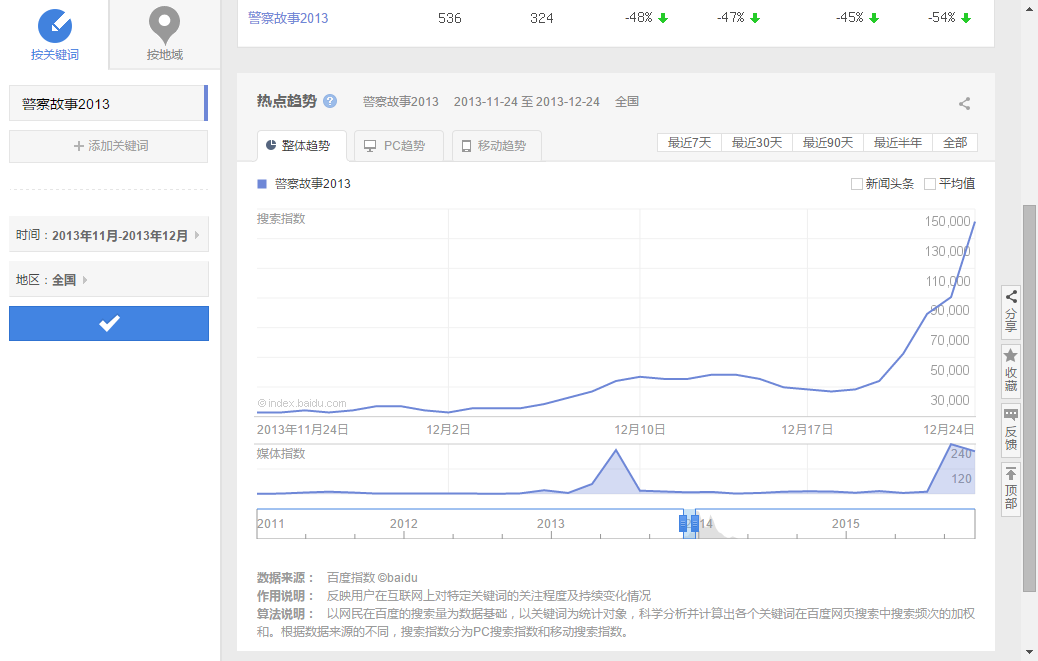 按关键词
按地域
警察故事2013 536 324 -48% -47% -45% -54%
警察故事2013
添加关键词
时间：2013年11月-2013年12月
地区：全国
热点趋势 ? 警察故事2013 2013-11-24 至 2013-12-24 全国
整体趋势 PC趋势 移动趋势
最近7天 最近30天 最近90天 最近半年 全部
警察故事2013
新闻头条 平均值
搜索指数
150,000
130,000
110,000
90,000
70,000
50,000
30,000
© index.baidu.com
2013年11月24日 12月2日 12月10日 12月17日 12月24日
媒体指数
240
120
2011 2012 2013 14 2015
数据来源： 百度指数 ©baidu
作用说明： 反映用户在互联网上对特定关键词的关注程度及持续变化情况
算法说明： 以网民在百度的搜索量为数据基础，以关键词为统计对象，科学分析并计算出各个关键词在百度网页搜索中搜索频次的加权
和。根据数据来源的不同，搜索指数分为PC搜索指数和移动搜索指数。
分享
收藏
反馈
顶部